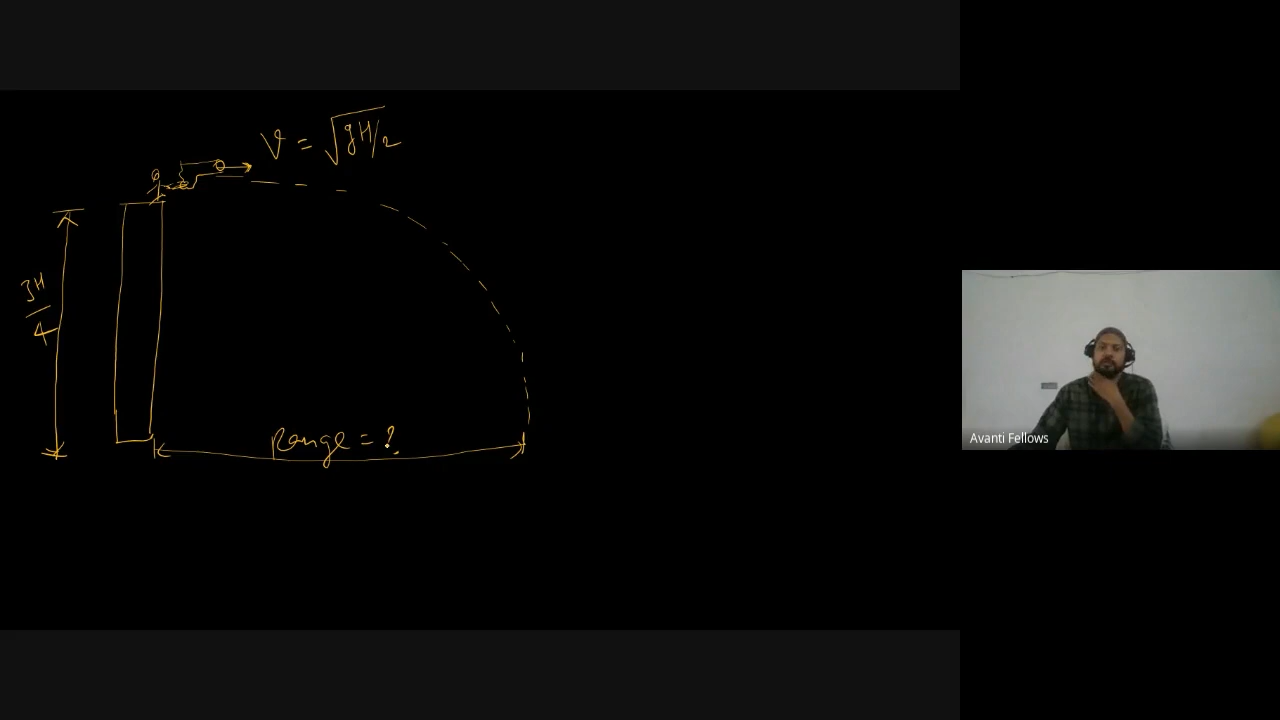 V = √gH/2
3H/4
Range = ?
Avanti Fellows